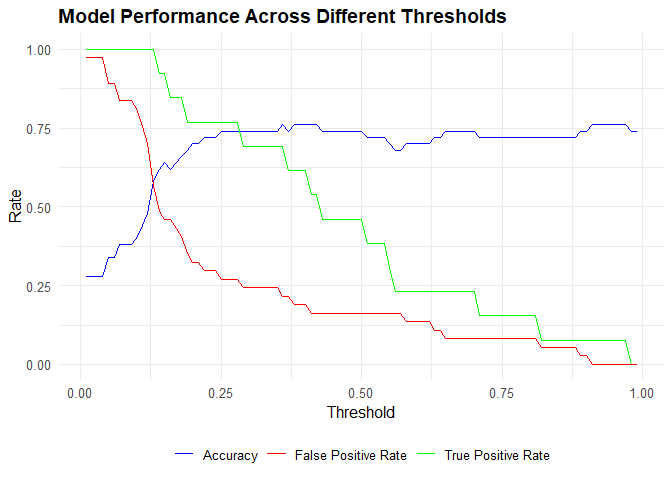 Model Performance Across Different Thresholds
1.00
0.75
0.50
0.25
0.00
Rate
0.00 0.25 0.50 0.75 1.00
Threshold
Accuracy False Positive Rate True Positive Rate